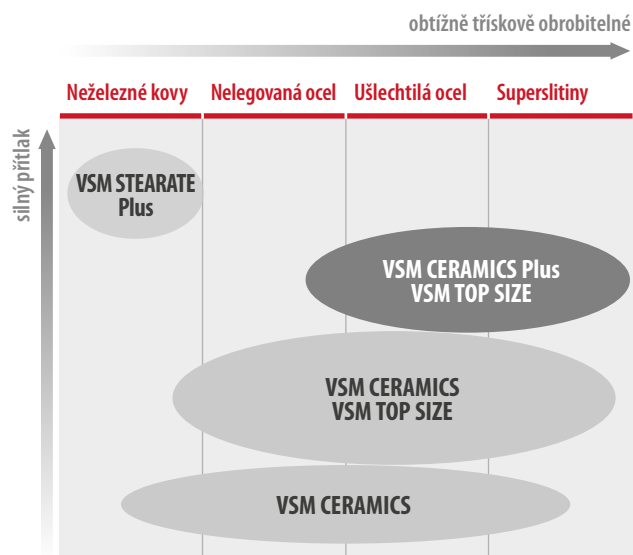 obtížně třískově obrobitelné
Neželezné kovy
Nelegovaná ocel
Ušlechtilá ocel
Superslitiny
silný přítlak
VSM STEARATE
Plus
VSM CERAMICS Plus
VSM TOP SIZE
VSM CERAMICS
VSM TOP SIZE
VSM CERAMICS